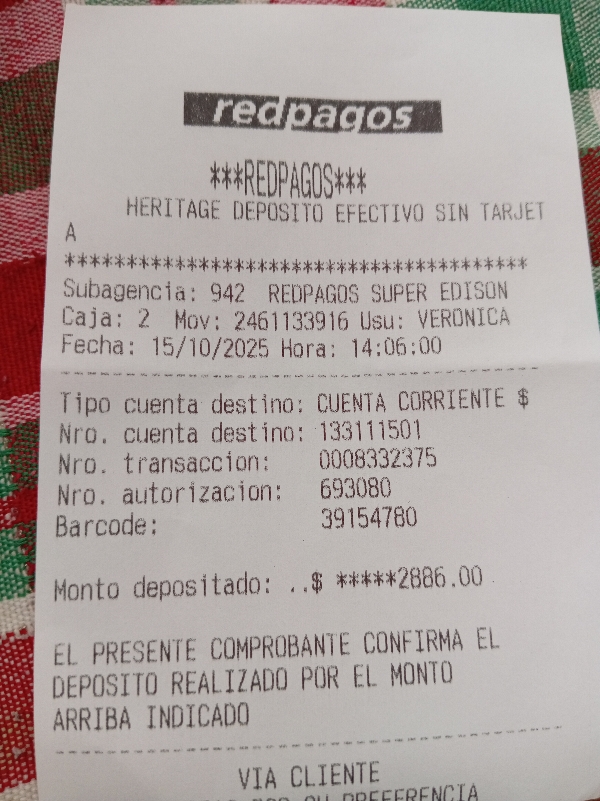 redpagos
***REDPAGOS***
HERITAGE DEPOSITO EFECTIVO SIN TARJET
A
****************************************
Subagencia: 942 REDPAGOS SUPER EDISON
Caja: 2 Mov: 2461133916 Usu: VERONICA
Fecha: 15/10/2025 Hora: 14:06:00
----------------------------------------
Tipo cuenta destino: CUENTA CORRIENTE $
Nro. cuenta destino: 133111501
Nro. transaccion: 0008332375
Nro. autorizacion: 693080
Barcode: 39154780
Monto depositado: ..$ *****2886.00
EL PRESENTE COMPROBANTE CONFIRMA EL
DEPOSITO REALIZADO POR EL MONTO
ARRIBA INDICADO
----------------------------------------
VIA CLIENTE
POR SU PREFERENCIA